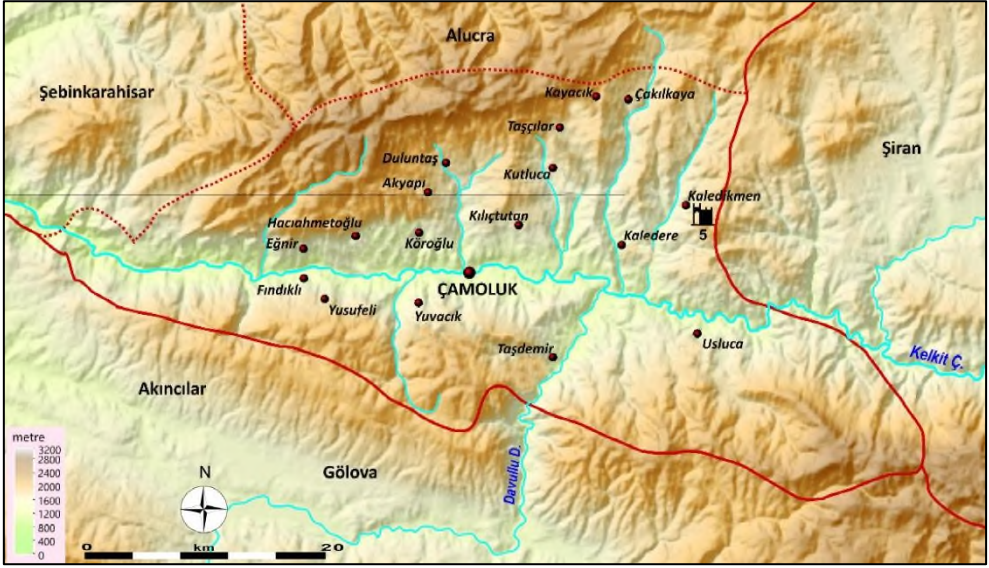 Alucra
Şebinkarahisar
Kayacık
Çakılkaya
Taşçılar
Şiran
Duluntaş
Kutluca
Akyapı
Kaledikmen
Kılıçtutan
Hacıahmetoğlu
5
Eğnir
Köroğlu
Kaledere
Fındıklı
ÇAMOLUK
Yusufeli
Yuvacık
Usluca
Taşdemir
Kelkit Ç.
Akıncılar
metre
3200
2800
2400
2000
1600
1200
800
400
0
Gölova
Davullu D.
N
0 km 20